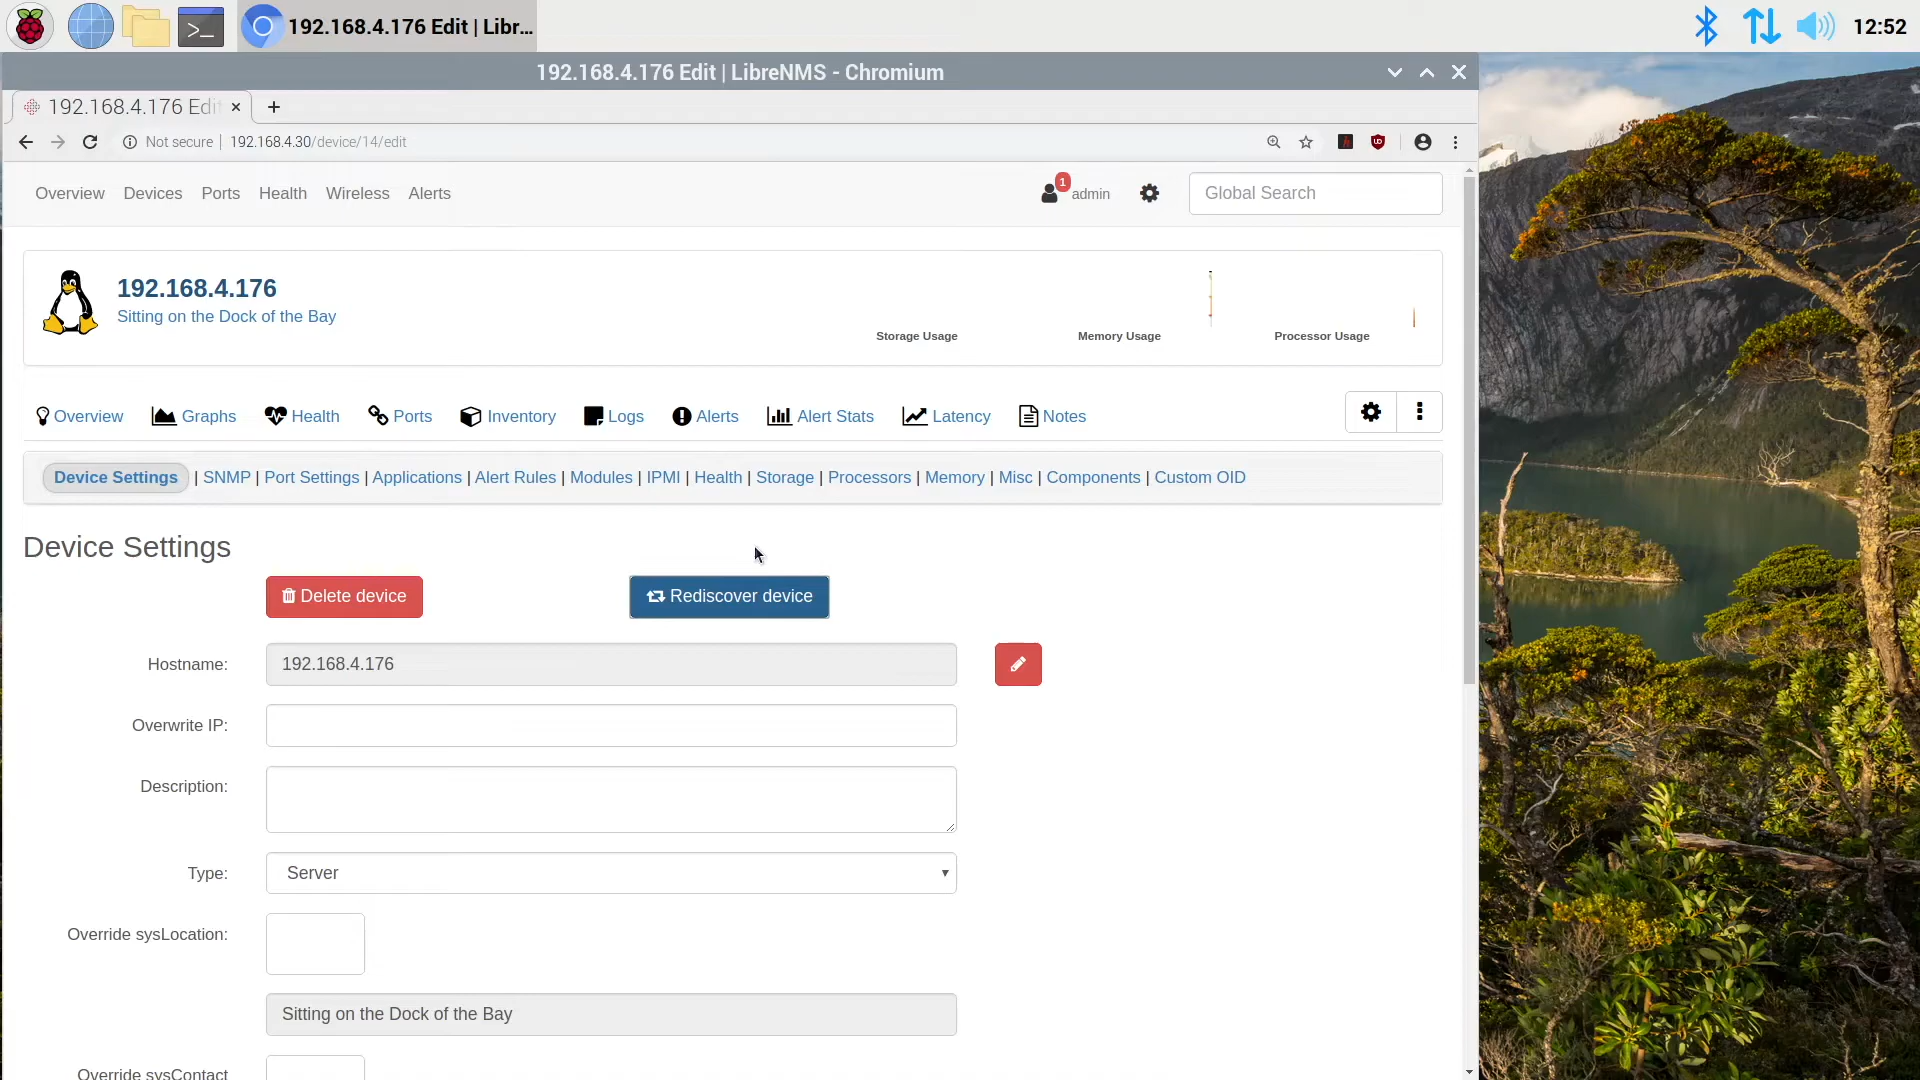 192.168.4.176 Edit | Libr...
12:52
192.168.4.176 Edit | LibreNMS - Chromium
192.168.4.176 Edi
Not secure | 192.168.4.30/device/14/edit
Overview Devices Ports Health Wireless Alerts
1
admin
Global Search
192.168.4.176
Sitting on the Dock of the Bay
Storage Usage Memory Usage Processor Usage
Overview Graphs Health Ports Inventory Logs Alerts Alert Stats Latency Notes
Device Settings | SNMP | Port Settings | Applications | Alert Rules | Modules | IPMI | Health | Storage | Processors | Memory | Misc | Components | Custom OID
Device Settings
Delete device Rediscover device
Hostname: 192.168.4.176
Overwrite IP:
Description:
Type: Server
Override sysLocation:
Sitting on the Dock of the Bay
Override sysContact